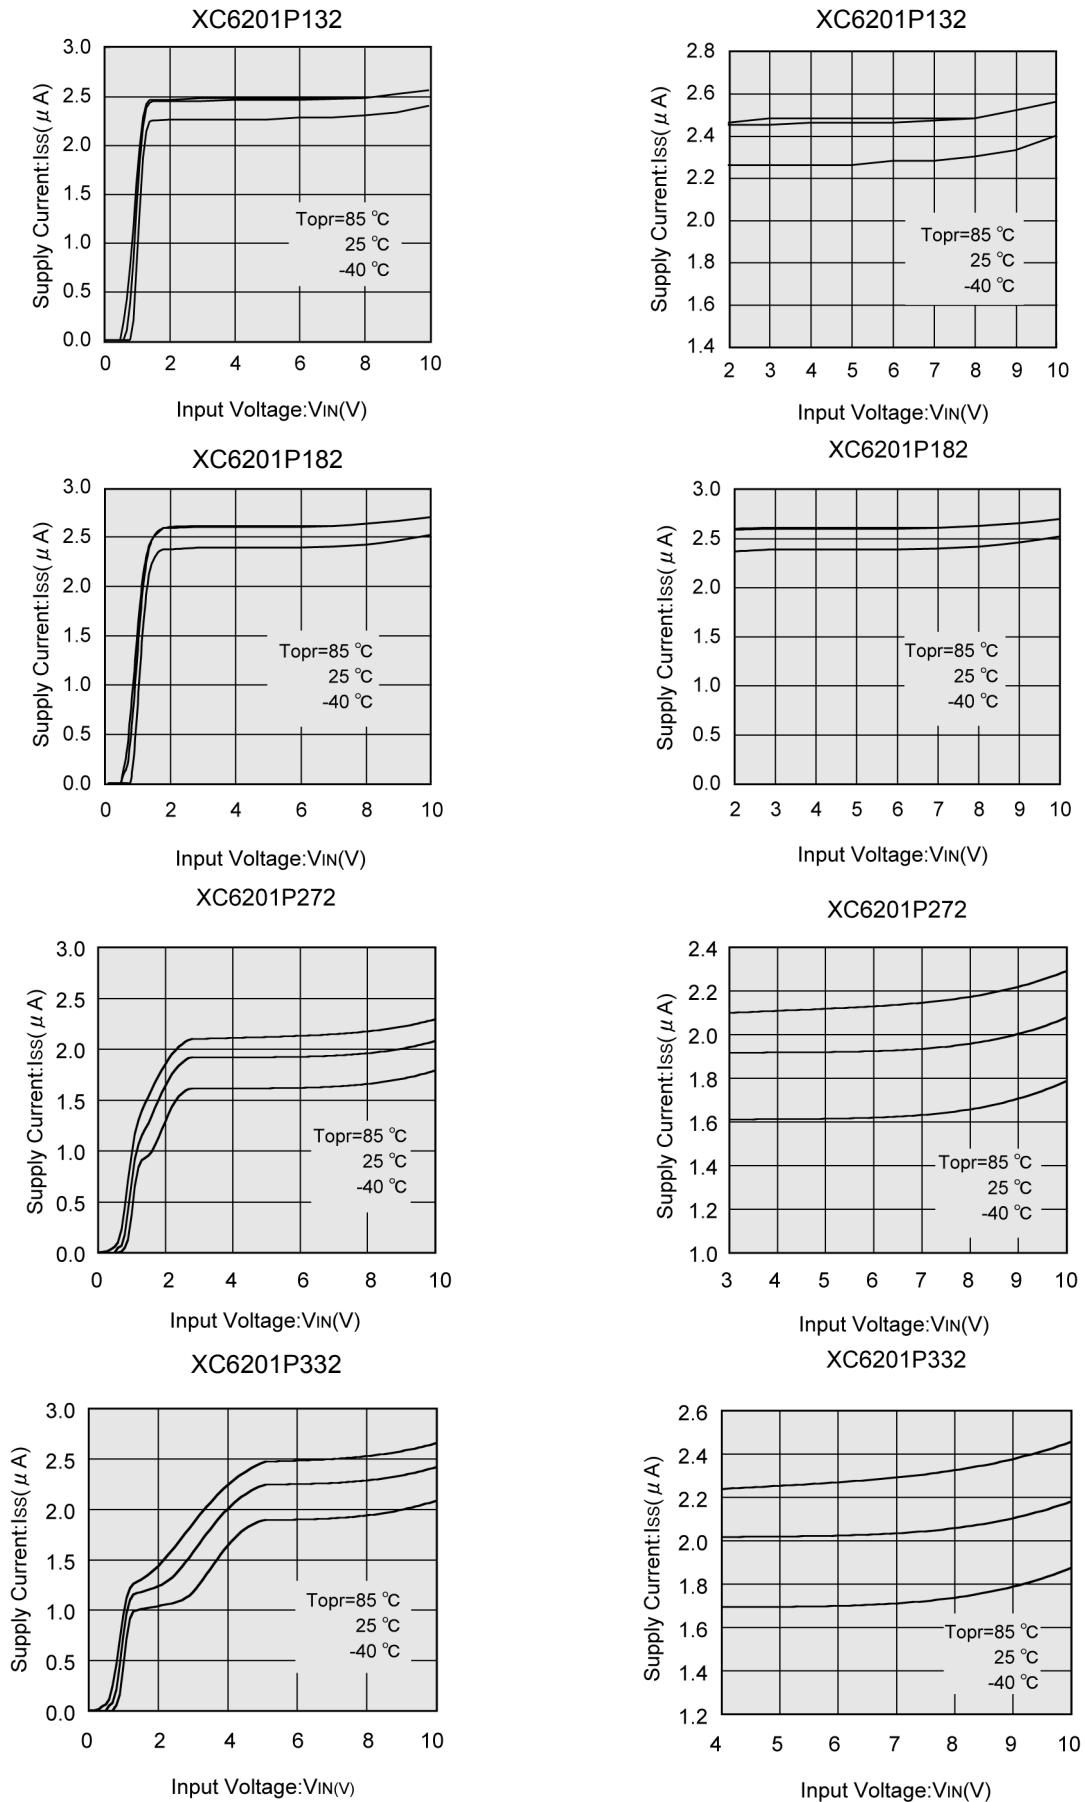 XC6201P132
Supply Current:ISS(μA)
3.0
2.5
2.0
1.5
1.0
0.5
0.0
Topr=85 ℃
25 ℃
-40 ℃
0 2 4 6 8 10
Input Voltage:VIN(V)
XC6201P132
Supply Current:ISS(μA)
2.8
2.6
2.4
2.2
2.0
1.8
1.6
1.4
Topr=85 ℃
25 ℃
-40 ℃
2 3 4 5 6 7 8 9 10
Input Voltage:VIN(V)
XC6201P182
Supply Current:ISS(μA)
3.0
2.5
2.0
1.5
1.0
0.5
0.0
Topr=85 ℃
25 ℃
-40 ℃
0 2 4 6 8 10
Input Voltage:VIN(V)
XC6201P182
Supply Current:ISS(μA)
3.0
2.5
2.0
1.5
1.0
0.5
0.0
Topr=85 ℃
25 ℃
-40 ℃
2 3 4 5 6 7 8 9 10
Input Voltage:VIN(V)
XC6201P272
Supply Current:ISS(μA)
3.0
2.5
2.0
1.5
1.0
0.5
0.0
Topr=85 ℃
25 ℃
-40 ℃
0 2 4 6 8 10
Input Voltage:VIN(V)
XC6201P272
Supply Current:ISS(μA)
2.4
2.2
2.0
1.8
1.6
1.4
1.2
1.0
Topr=85 ℃
25 ℃
-40 ℃
3 4 5 6 7 8 9 10
Input Voltage:VIN(V)
XC6201P332
Supply Current:ISS(μA)
3.0
2.5
2.0
1.5
1.0
0.5
0.0
Topr=85 ℃
25 ℃
-40 ℃
0 2 4 6 8 10
Input Voltage:VIN(V)
XC6201P332
Supply Current:ISS(μA)
2.6
2.4
2.2
2.0
1.8
1.6
1.4
1.2
Topr=85 ℃
25 ℃
-40 ℃
4 5 6 7 8 9 10
Input Voltage:VIN(V)